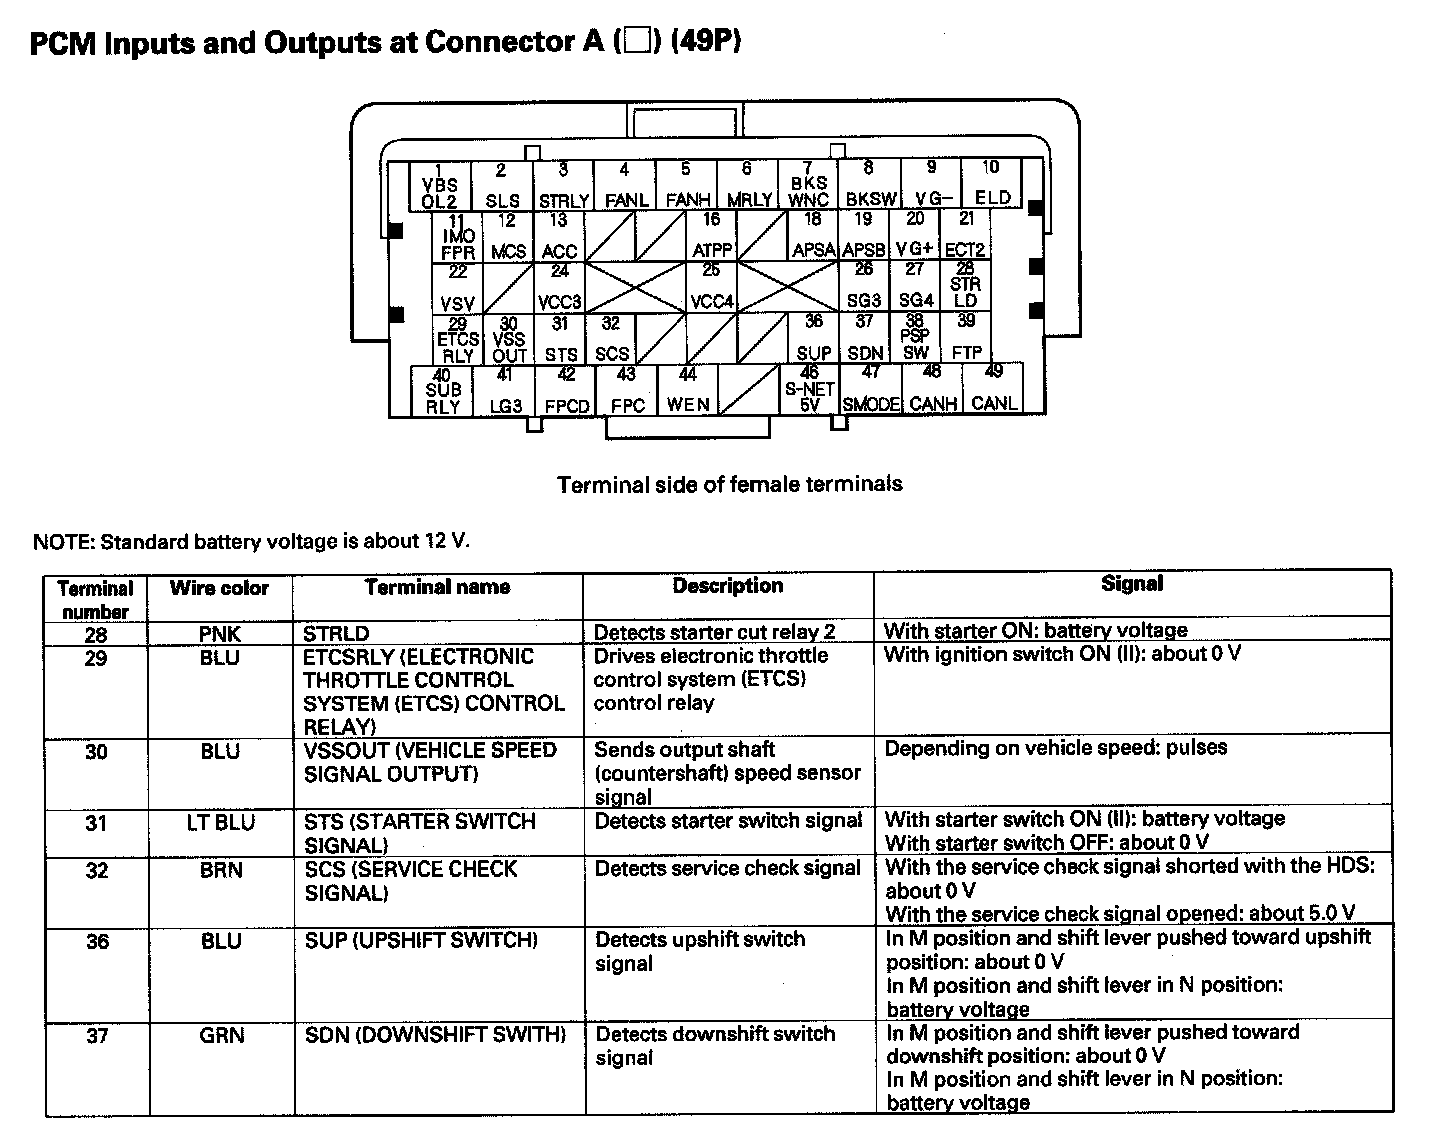 PCM Inputs and Outputs at Connector A (□) (49P)
1 2 3 4 5 6 7 8 9 10
VBS OL2 SLS STRLY FANL FANH MRLY BKS WNC BKSW VG− ELD
11 12 13 16 18 19 20 21
IMO FPR MCS ACC ATPP APSA APSB VG+ ECT2
22 24 25 26 27 28
VSV VCC3 VCC4 SG3 SG4 STR LD
29 30 31 32 36 37 38 39
ETCS RLY VSS OUT STS SCS SUP SDN PSP SW FTP
40 41 42 43 44 46 47 48 49
SUB RLY LG3 FPCD FPC WEN S-NET 5V SMODE CANH CANL
Terminal side of female terminals
NOTE: Standard battery voltage is about 12 V.
Terminal number Wire color Terminal name Description Signal
28 PNK STRLD Detects starter cut relay 2 With starter ON: battery voltage
29 BLU ETCSRLY (ELECTRONIC THROTTLE CONTROL SYSTEM (ETCS) CONTROL RELAY) Drives electronic throttle control system (ETCS) control relay With ignition switch ON (II): about 0 V
30 BLU VSSOUT (VEHICLE SPEED SIGNAL OUTPUT) Sends output shaft (countershaft) speed sensor signal Depending on vehicle speed: pulses
31 LT BLU STS (STARTER SWITCH SIGNAL) Detects starter switch signal With starter switch ON (II): battery voltage
With starter switch OFF: about 0 V
32 BRN SCS (SERVICE CHECK SIGNAL) Detects service check signal With the service check signal shorted with the HDS: about 0 V
With the service check signal opened: about 5.0 V
36 BLU SUP (UPSHIFT SWITCH) Detects upshift switch signal In M position and shift lever pushed toward upshift position: about 0 V
In M position and shift lever in N position: battery voltage
37 GRN SDN (DOWNSHIFT SWITH) Detects downshift switch signal In M position and shift lever pushed toward downshift position: about 0 V
In M position and shift lever in N position: battery voltage